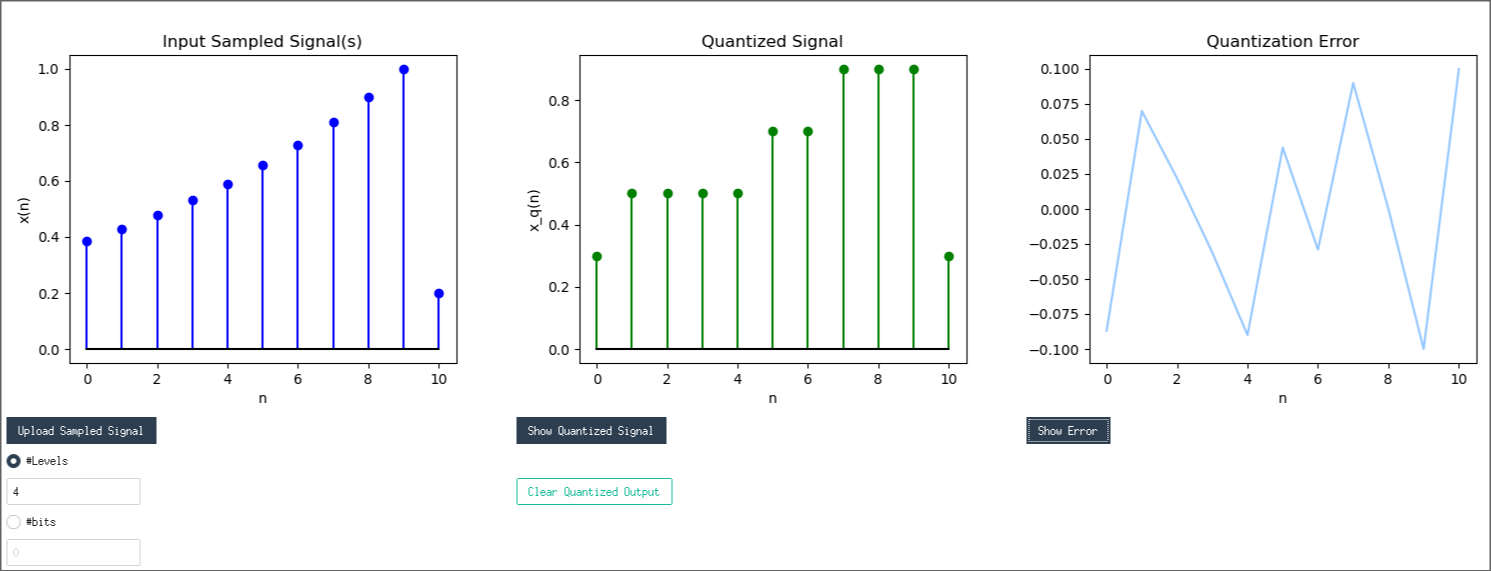 Input Sampled Signal(s)
1.0
0.8
0.6
0.4
0.2
0.0
x(n)
0 2 4 6 8 10
n
Quantized Signal
0.8
0.6
0.4
0.2
0.0
x_q(n)
0 2 4 6 8 10
n
Quantization Error
0.100
0.075
0.050
0.025
0.000
−0.025
−0.050
−0.075
−0.100
0 2 4 6 8 10
n
Upload Sampled Signal
Show Quantized Signal
Show Error
#Levels
4
Clear Quantized Output
#bits
0